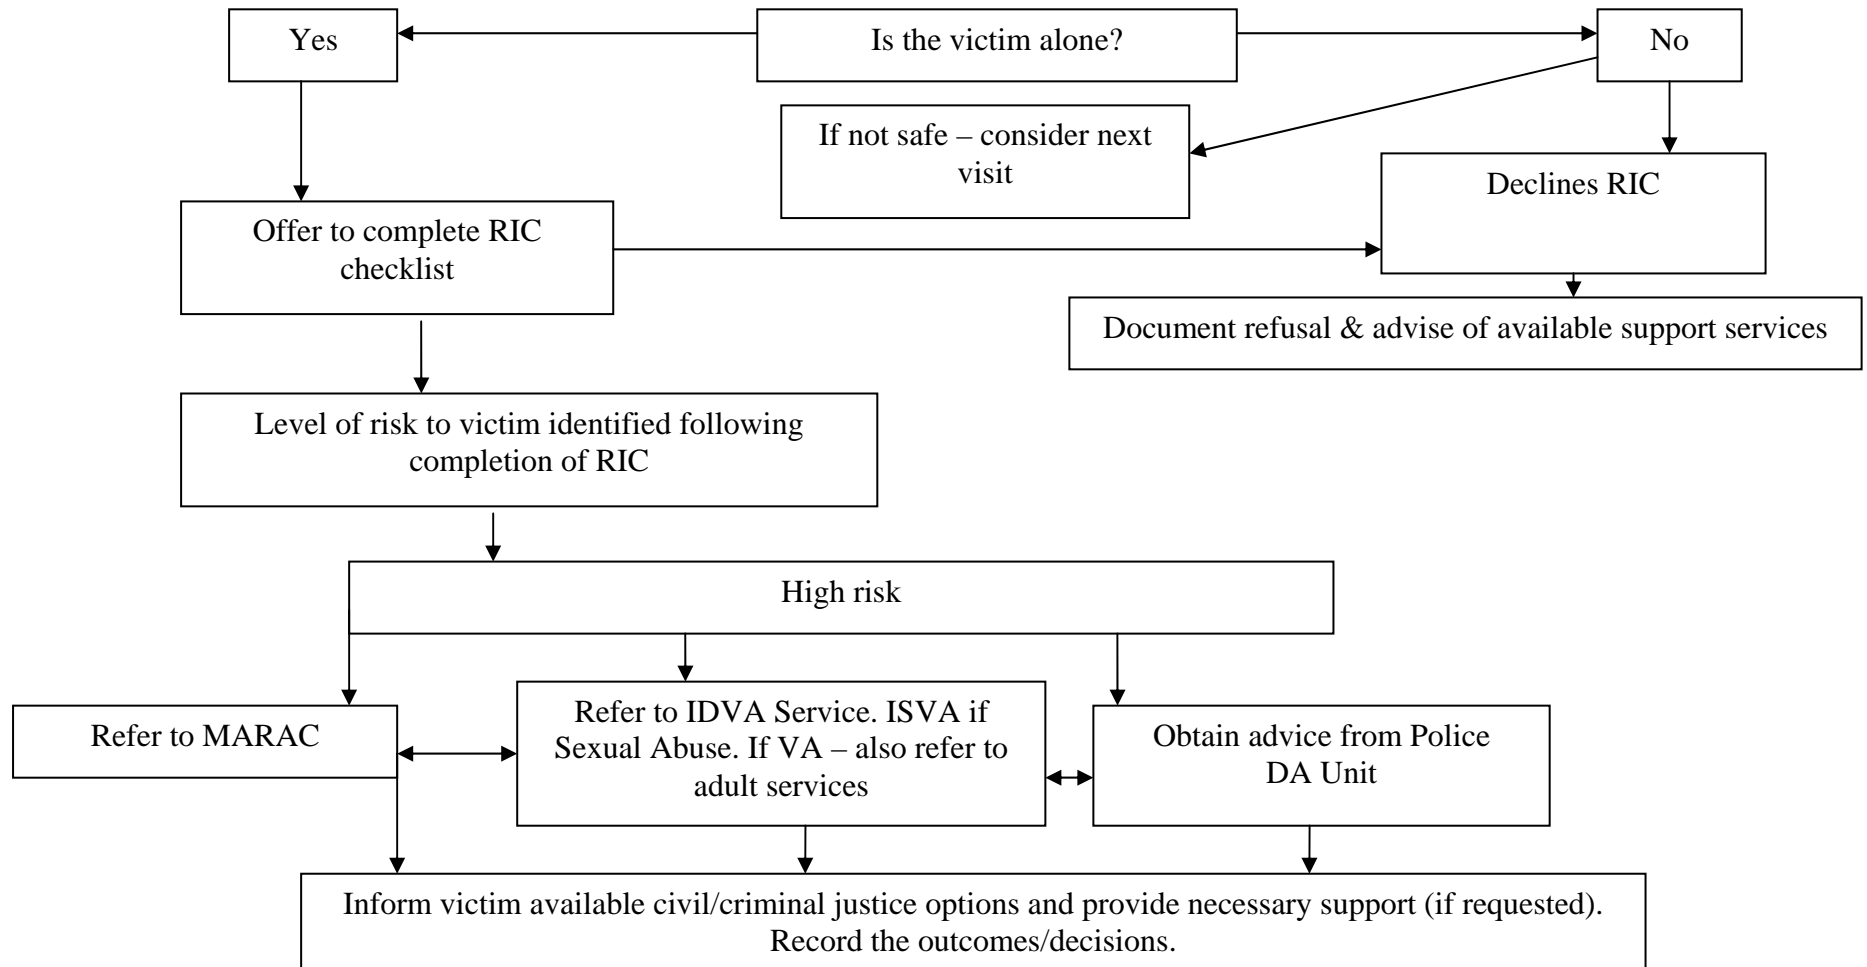 Yes
Is the victim alone?
No
If not safe – consider next
visit
Declines RIC
Offer to complete RIC
checklist
Document refusal & advise of available support services
Level of risk to victim identified following
completion of RIC
High risk
Refer to MARAC
Refer to IDVA Service. ISVA if
Sexual Abuse. If VA – also refer to
adult services
Obtain advice from Police
DA Unit
Inform victim available civil/criminal justice options and provide necessary support (if requested).
Record the outcomes/decisions.